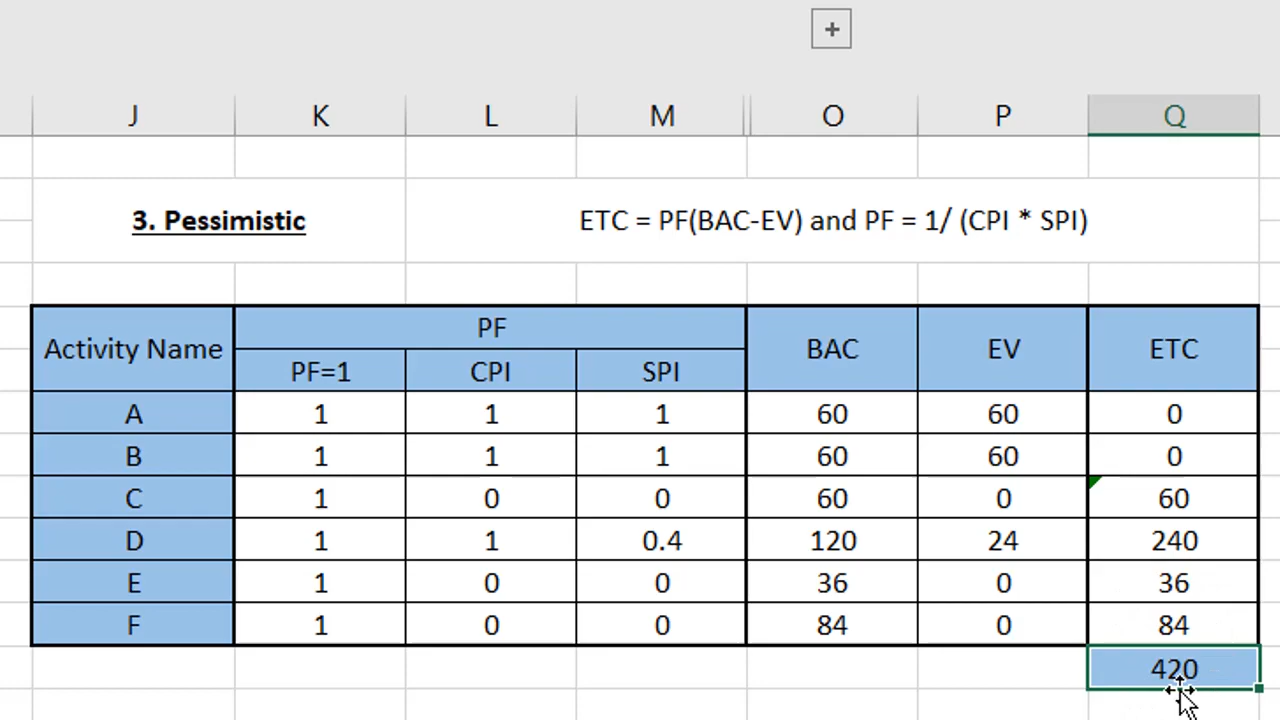 +
J K L M O P Q
3. Pessimistic ETC = PF(BAC-EV) and PF = 1/ (CPI * SPI)
Activity Name PF BAC EV ETC
PF=1 CPI SPI
A 1 1 1 60 60 0
B 1 1 1 60 60 0
C 1 0 0 60 0 60
D 1 1 0.4 120 24 240
E 1 0 0 36 0 36
F 1 0 0 84 0 84
420